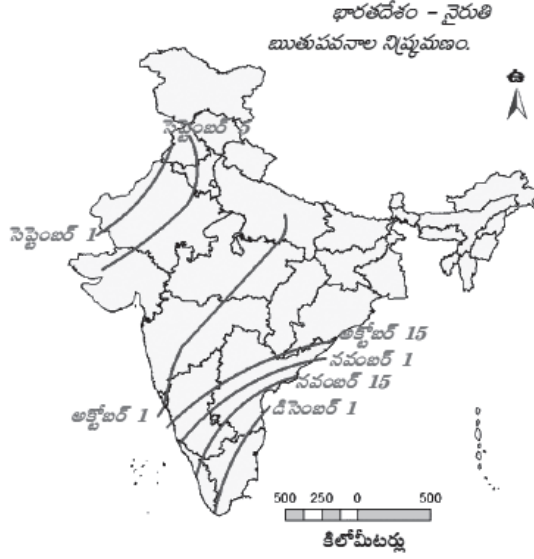 భారతదేశం – నైరుతి
ఋతుపవనాల నిష్క్రమణం.
సెప్టెంబర్ 5
సెప్టెంబర్ 1
అక్టోబర్ 15
నవంబర్ 1
నవంబర్ 15
డిసెంబర్ 1
అక్టోబర్ 1
500 250 0 500
కిలోమీటర్లు